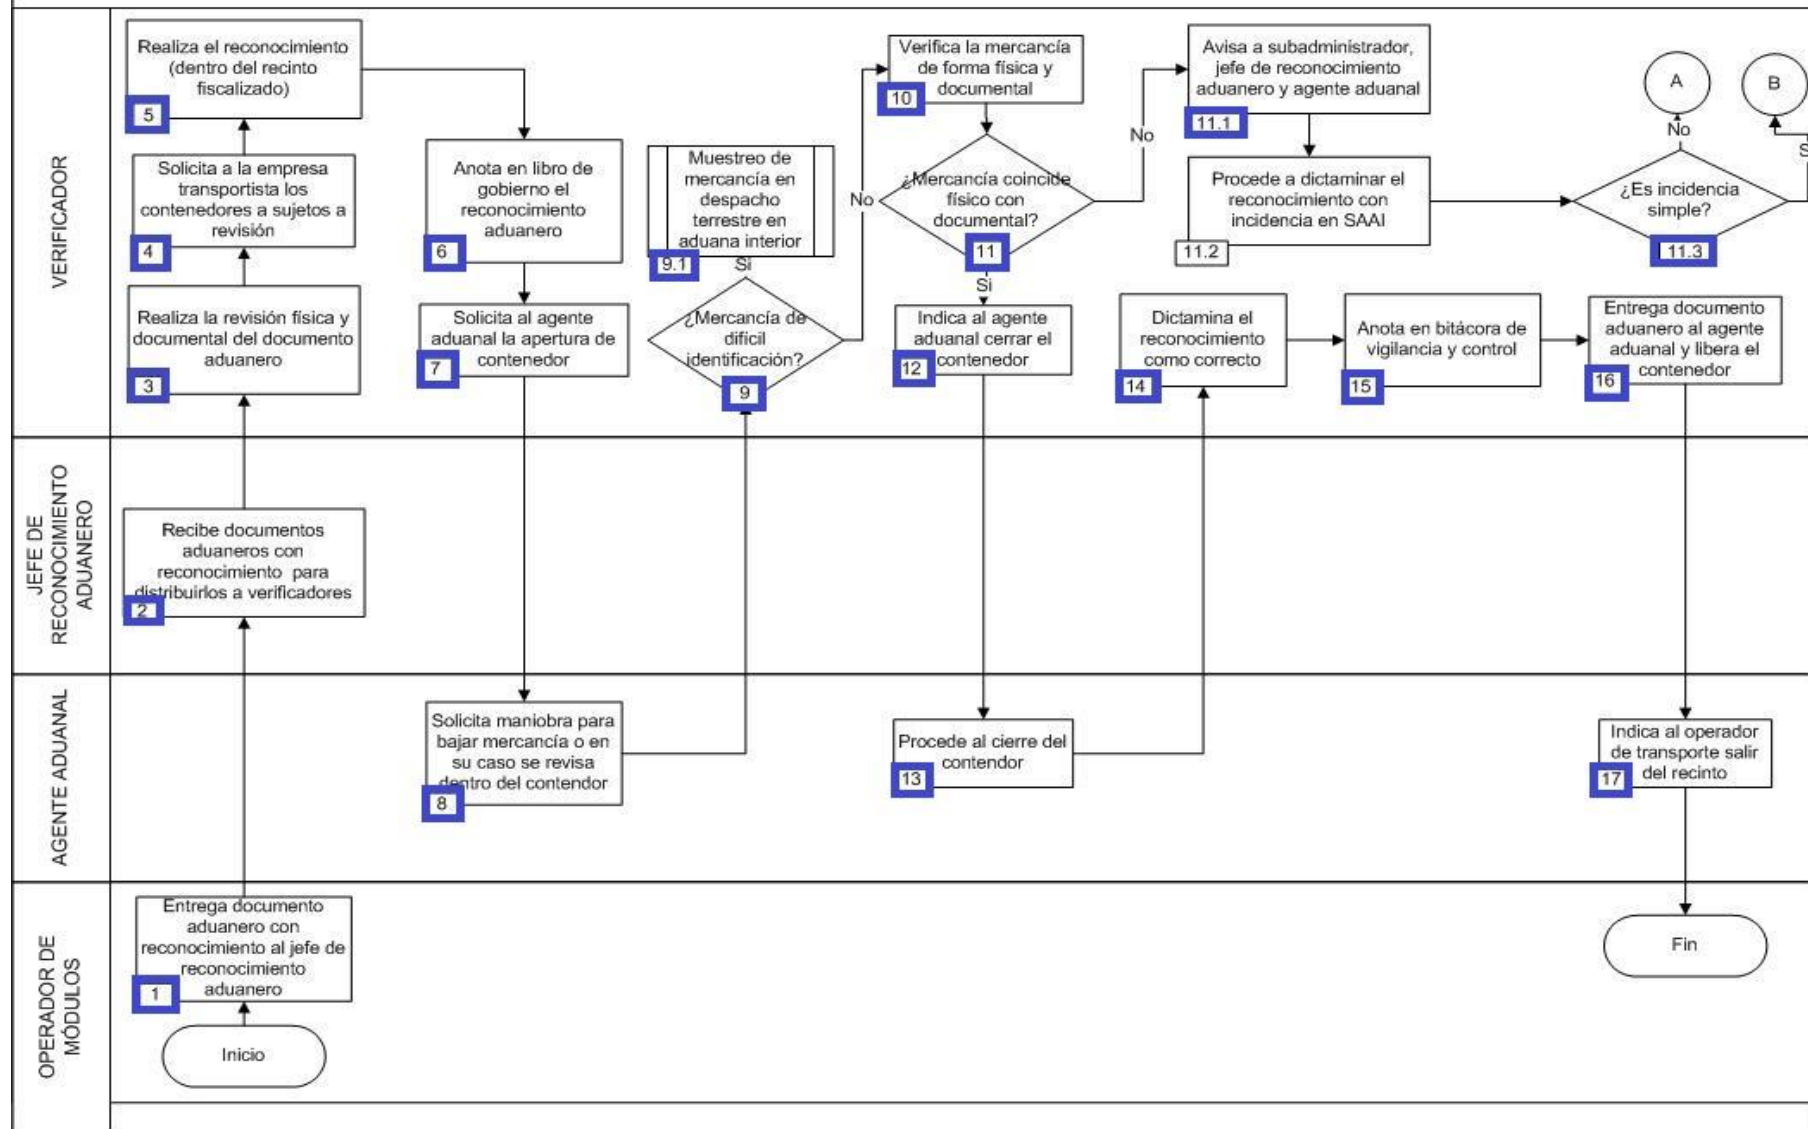 VERIFICADOR
Realiza el reconocimiento
(dentro del recinto
fiscalizado)
5
Solicita a la empresa
transportista los
contenedores a sujetos a
revisión
4
Realiza la revisión física y
documental del documento
aduanero
3
Anota en libro de
gobierno el
reconocimiento
aduanero
6
Solicita al agente
aduanal la apertura de
contenedor
7
Muestreo de
mercancía en
despacho
terrestre en
aduana interior
9.1
Si
¿Mercancía de
dificil
identificación?
9
No
Verifica la mercancía
de forma física y
documental
10
¿Mercancía coincide
físico con
documental?
11
Si
No
Indica al agente
aduanal cerrar el
contenedor
12
Avisa a subadministrador,
jefe de reconocimiento
aduanero y agente aduanal
11.1
Procede a dictaminar el
reconocimiento con
incidencia en SAAI
11.2
A
B
No
S
¿Es incidencia
simple?
11.3
Dictamina el
reconocimiento
como correcto
14
Anota en bitácora de
vigilancia y control
15
Entrega documento
aduanero al agente
aduanal y libera el
contenedor
16
JEFE DE
RECONOCIMIENTO
ADUANERO
Recibe documentos
aduaneros con
reconocimiento para
distribuirlos a verificadores
2
AGENTE ADUANAL
Solicita maniobra para
bajar mercancía o en
su caso se revisa
dentro del contendor
8
Procede al cierre del
contendor
13
Indica al operador
de transporte salir
del recinto
17
OPERADOR DE
MÓDULOS
Entrega documento
aduanero con
reconocimiento al jefe de
reconocimiento
aduanero
1
Inicio
Fin